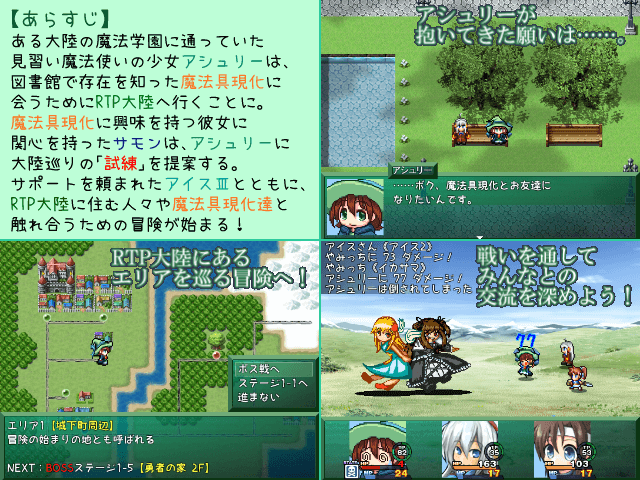 【あらすじ】
ある大陸の魔法学園に通っていた
見習い魔法使いの少女アシュリーは、
図書館で存在を知った魔法具現化に
会うためにRTP大陸へ行くことに。
魔法具現化に興味を持つ彼女に
関心を持ったサモンは、アシュリーに
大陸巡りの「試練」を提案する。
サポートを頼まれたアイスⅢとともに、
RTP大陸に住む人々や魔法具現化達と
触れ合うための冒険が始まる!
アシュリーが
抱いてきた願いは……。
アシュリー
……ボク、魔法具現化とお友達に
なりたいんです。
RTP大陸にある
エリアを巡る冒険へ!
ボス戦へ
ステージ1-1へ
進まない
エリア1【城下町周辺】
冒険の始まりの地とも呼ばれる
NEXT:BOSSステージ1-5【勇者の家 2F】
アイスさん(アイス2)
やみっち に 73 ダメージ!
やみっち(イカサマ)
アシュリーに 77 ダメージ!
アシュリーは倒されてしまった
戦いを通して
みんなとの
交流を深めよう!
77
TP 82
HP 4
MP 24
TP 35
HP 163
MP 17
TP 53
HP 103
MP 17